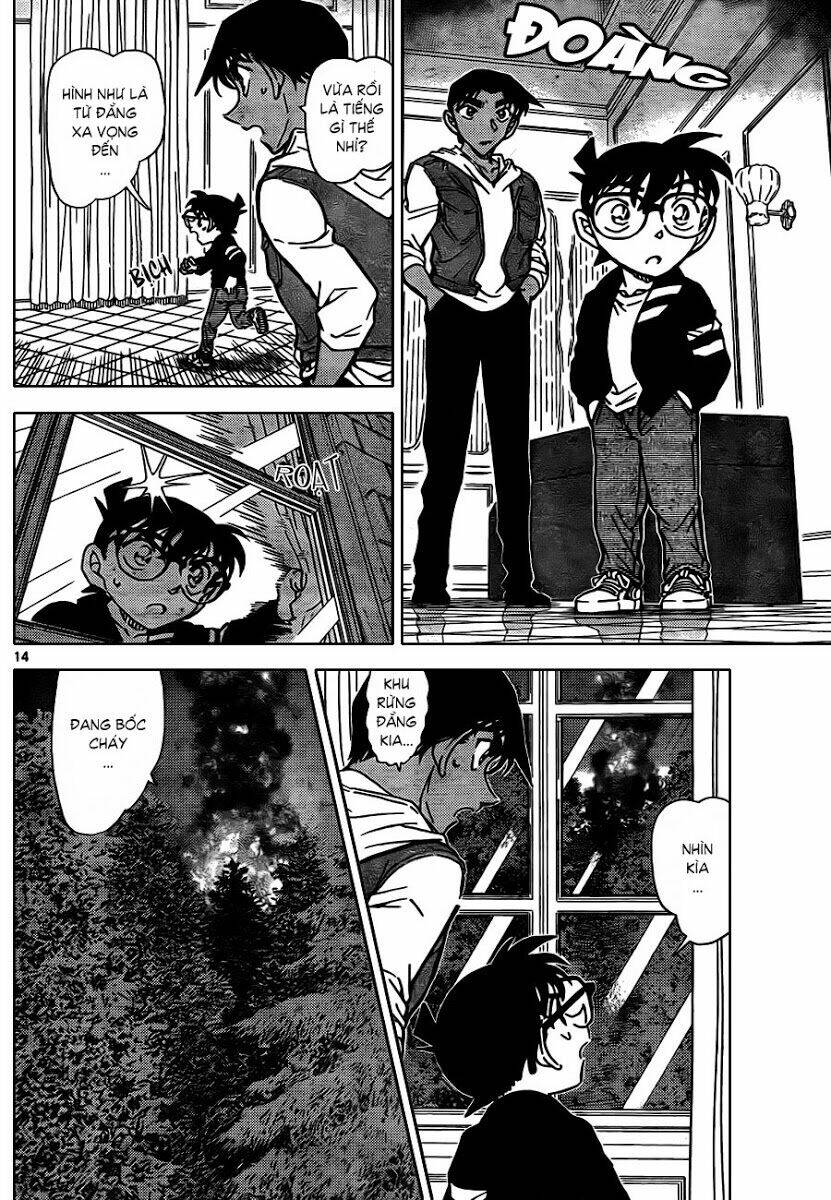 ĐOÀNG
VỪA RỒI
LÀ TIẾNG
GÌ THẾ
NHỈ?
HÌNH NHƯ LÀ
TỪ ĐẰNG
XA VỌNG
ĐẾN
...
BỊCH
ROẠT
14
NHÌN
KÌA
...
KHU
RỪNG
ĐẰNG
KIA...
ĐANG BỐC
CHÁY
...